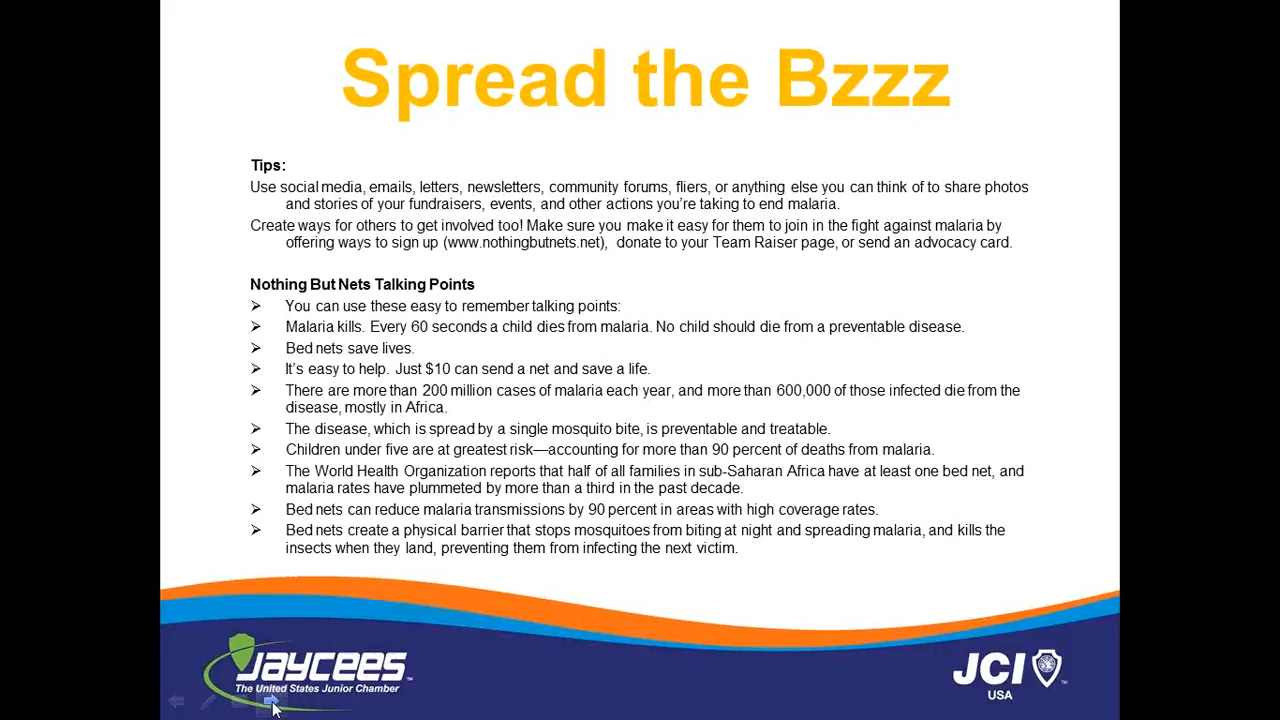 Spread the Bzzz
Tips:
Use social media, emails, letters, newsletters, community forums, fliers, or anything else you can think of to share photos
and stories of your fundraisers, events, and other actions you’re taking to end malaria.
Create ways for others to get involved too! Make sure you make it easy for them to join in the fight against malaria by
offering ways to sign up (www.nothingbutnets.net), donate to your Team Raiser page, or send an advocacy card.
Nothing But Nets Talking Points
You can use these easy to remember talking points:
Malaria kills. Every 60 seconds a child dies from malaria. No child should die from a preventable disease.
Bed nets save lives.
It’s easy to help. Just $10 can send a net and save a life.
There are more than 200 million cases of malaria each year, and more than 600,000 of those infected die from the
disease, mostly in Africa.
The disease, which is spread by a single mosquito bite, is preventable and treatable.
Children under five are at greatest risk—accounting for more than 90 percent of deaths from malaria.
The World Health Organization reports that half of all families in sub-Saharan Africa have at least one bed net, and
malaria rates have plummeted by more than a third in the past decade.
Bed nets can reduce malaria transmissions by 90 percent in areas with high coverage rates.
Bed nets create a physical barrier that stops mosquitoes from biting at night and spreading malaria, and kills the
insects when they land, preventing them from infecting the next victim.
JAYCEES
The United States Junior Chamber
JCI
USA